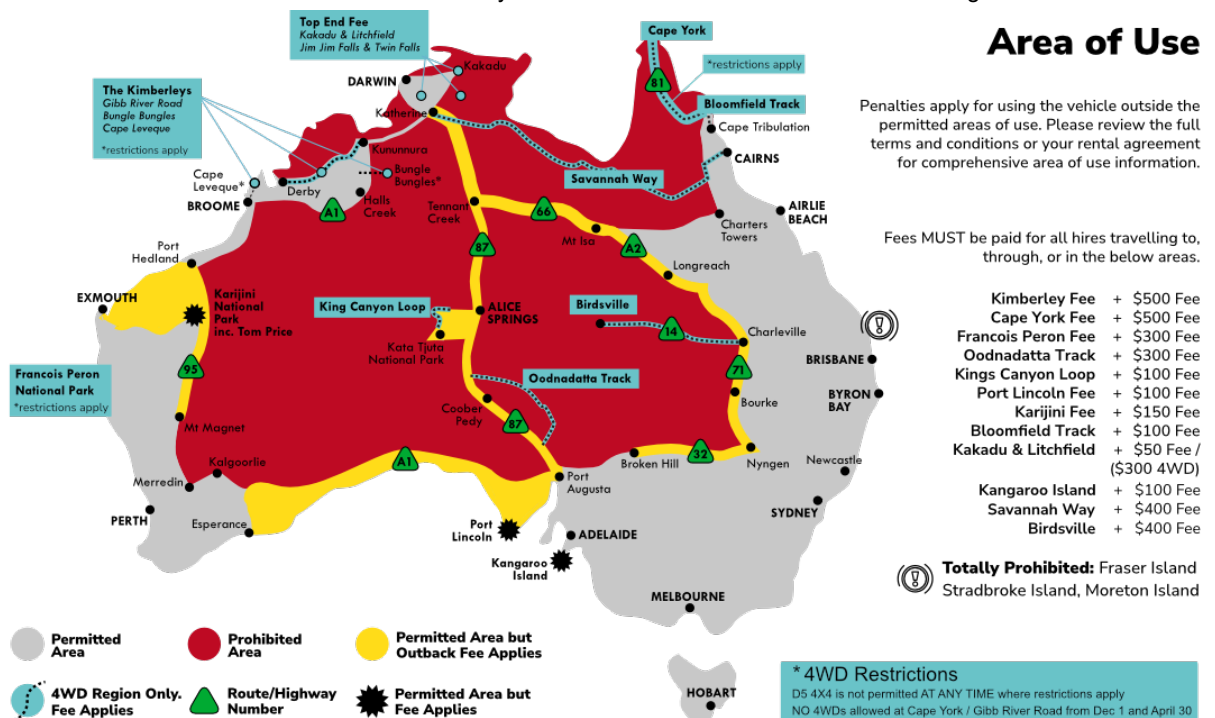 Top End Fee
Kakadu & Litchfield
Jim Jim Falls & Twin Falls
Cape York
Area of Use
*restrictions apply
Kakadu
DARWIN
81
The Kimberleys
Gibb River Road
Bungle Bungles
Cape Leveque
*restrictions apply
Bloomfield Track
Katherine
Cape Tribulation
Penalties apply for using the vehicle outside the
permitted areas of use. Please review the full
terms and conditions or your rental agreement
for comprehensive area of use information.
Kununnurra
CAIRNS
Cape
Leveque*
Derby
Bungle
Bungles*
Savannah Way
BROOME
A1
Halls
Creek
Tennant
Creek
66
AIRLIE
BEACH
Charters
Towers
Mt Isa
A2
87
Port
Hedland
Longreach
Fees MUST be paid for all hires travelling to,
through, or in the below areas.
EXMOUTH
Karijini
National
Park
inc. Tom Price
King Canyon Loop
ALICE
SPRINGS
Birdsville
14
Charleville
Kata Tjuta
National Park
BRISBANE
Kimberley Fee + $500 Fee
Cape York Fee + $500 Fee
Francois Peron Fee + $300 Fee
Oodnadatta Track + $300 Fee
Kings Canyon Loop + $100 Fee
Port Lincoln Fee + $100 Fee
Karijini Fee + $150 Fee
Bloomfield Track + $100 Fee
Kakadu & Litchfield + $50 Fee /
($300 4WD)
Kangaroo Island + $100 Fee
Savannah Way + $400 Fee
Birdsville + $400 Fee
Francois Peron
National Park
*restrictions apply
95
Oodnadatta Track
71
BYRON
BAY
Bourke
Coober
Pedy
87
Mt Magnet
A1
Broken Hill
32
Nyngen
Newcastle
Kalgoorlie
Merredin
Port
Augusta
SYDNEY
PERTH
Esperance
Port
Lincoln
ADELAIDE
Kangaroo
Island
Totally Prohibited: Fraser Island
Stradbroke Island, Moreton Island
MELBOURNE
Permitted
Area
Prohibited
Area
Permitted Area but
Outback Fee Applies
4WD Region Only.
Fee Applies
Route/Highway
Number
Permitted Area but
Fee Applies
HOBART
* 4WD Restrictions
D5 4X4 is not permitted AT ANY TIME where restrictions apply
NO 4WDs allowed at Cape York / Gibb River Road from Dec 1 and April 30